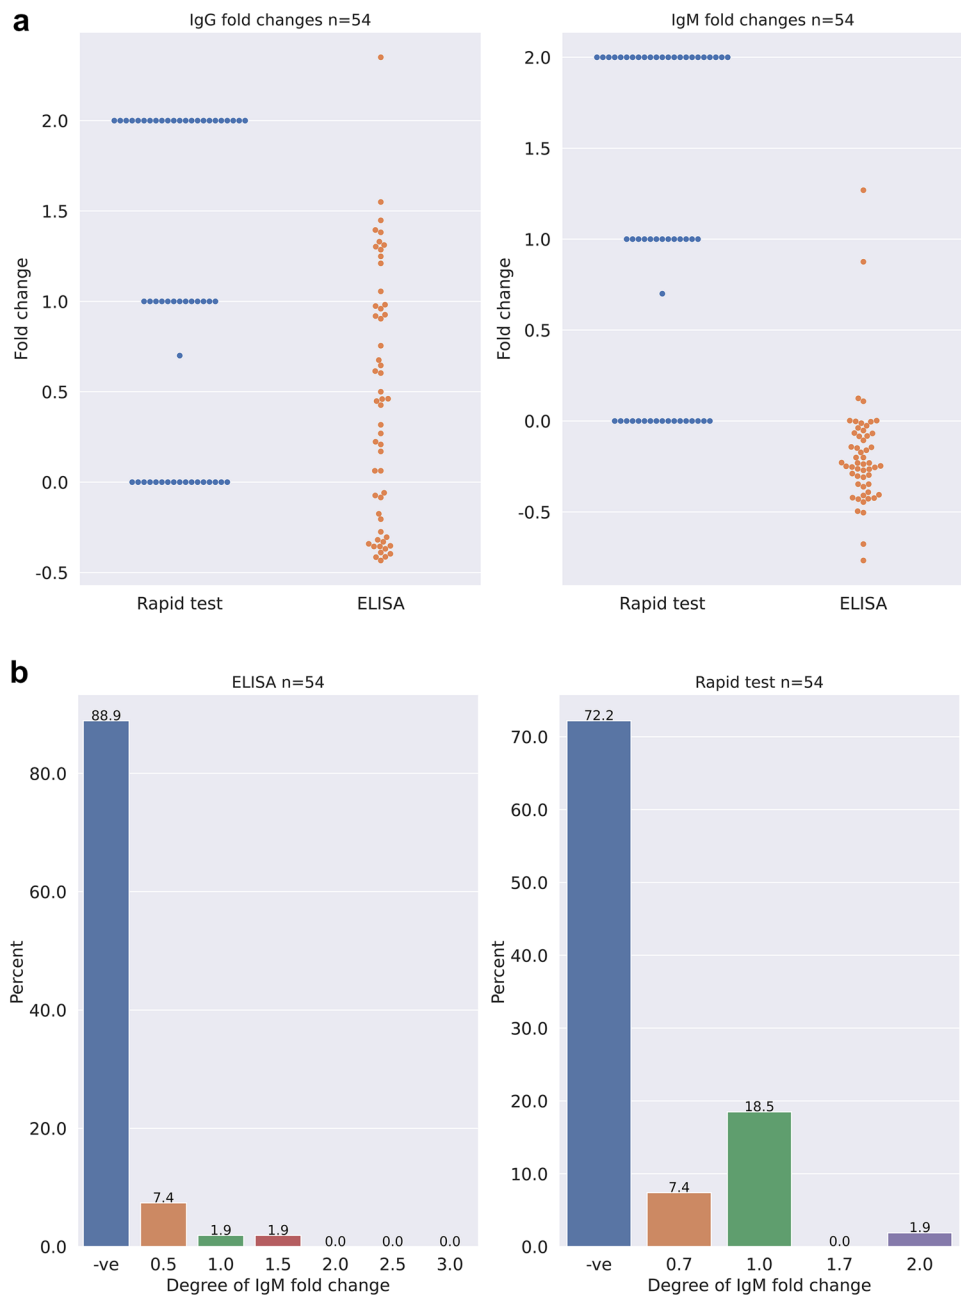 a
IgG fold changes n=54
IgM fold changes n=54
Fold change
2.0
1.5
1.0
0.5
0.0
-0.5
Rapid test
ELISA
Fold change
2.0
1.5
1.0
0.5
0.0
-0.5
Rapid test
ELISA
b
ELISA n=54
Rapid test n=54
Percent
80.0
60.0
40.0
20.0
0.0
88.9
7.4
1.9
1.9
0.0
0.0
0.0
-ve
0.5
1.0
1.5
2.0
2.5
3.0
Degree of IgM fold change
Percent
70.0
60.0
50.0
40.0
30.0
20.0
10.0
0.0
72.2
7.4
18.5
0.0
1.9
-ve
0.7
1.0
1.7
2.0
Degree of IgM fold change